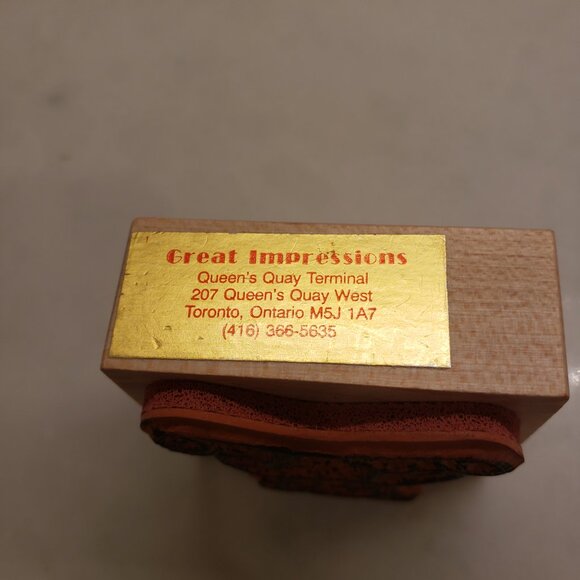 Great Impressions
Queen's Quay Terminal
207 Queen's Quay West
Toronto, Ontario M5J 1A7
(416) 366-5635